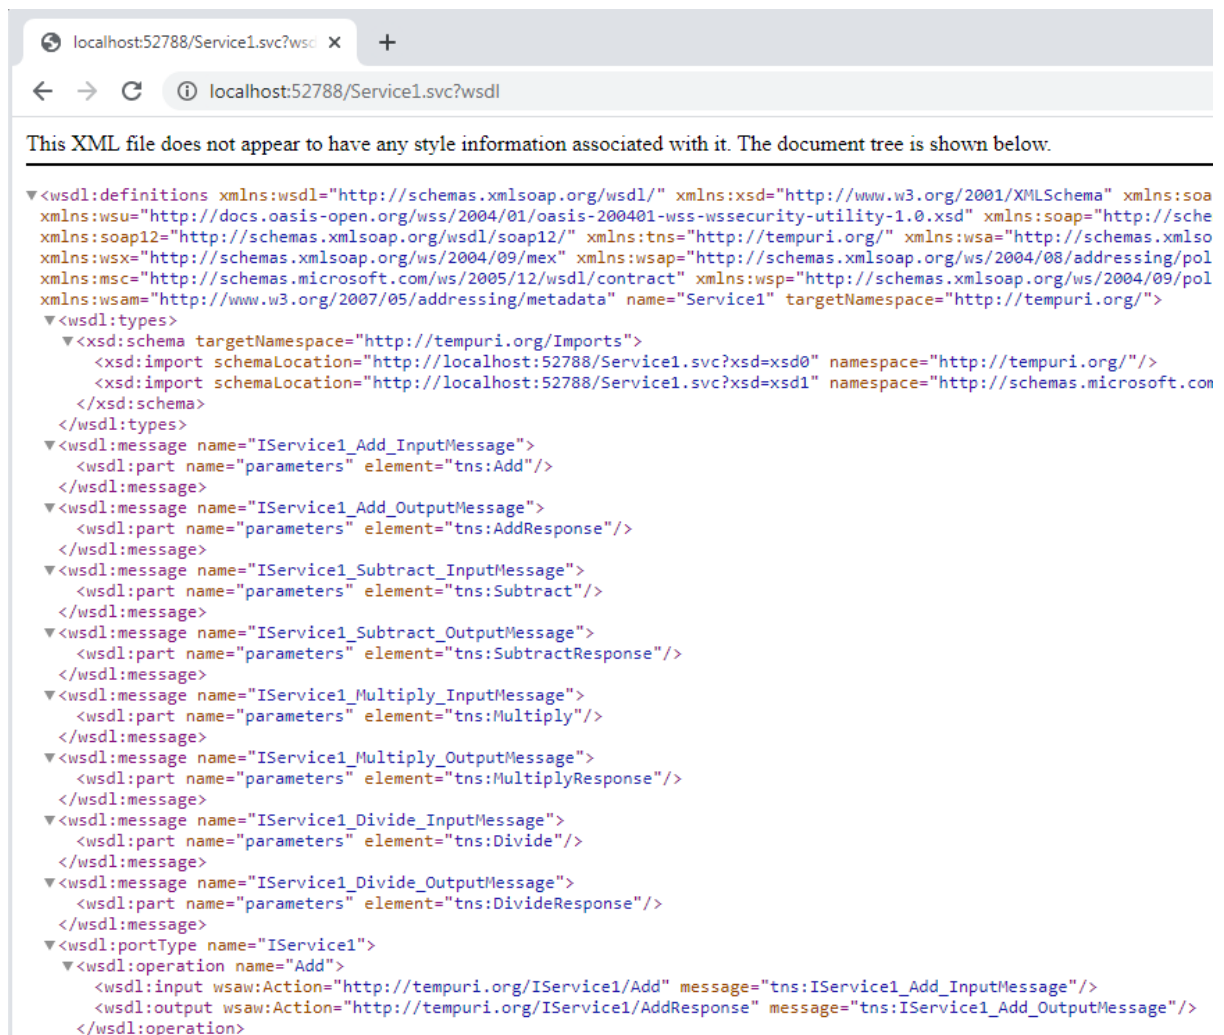 localhost:52788/Service1.svc?wsd
localhost:52788/Service1.svc?wsdl
This XML file does not appear to have any style information associated with it. The document tree is shown below.
▼<wsdl:definitions xmlns:wsdl="http://schemas.xmlsoap.org/wsdl/" xmlns:xsd="http://www.w3.org/2001/XMLSchema" xmlns:soa
xmlns:wsu="http://docs.oasis-open.org/wss/2004/01/oasis-200401-wss-wssecurity-utility-1.0.xsd" xmlns:soap="http://sche
xmlns:soap12="http://schemas.xmlsoap.org/wsdl/soap12/" xmlns:tns="http://tempuri.org/" xmlns:wsa="http://schemas.xmlso
xmlns:wsx="http://schemas.xmlsoap.org/ws/2004/09/mex" xmlns:wsap="http://schemas.xmlsoap.org/ws/2004/08/addressing/pol
xmlns:msc="http://schemas.microsoft.com/ws/2005/12/wsdl/contract" xmlns:wsp="http://schemas.xmlsoap.org/ws/2004/09/pol
xmlns:wsam="http://www.w3.org/2007/05/addressing/metadata" name="Service1" targetNamespace="http://tempuri.org/">
▼<wsdl:types>
▼<xsd:schema targetNamespace="http://tempuri.org/Imports">
<xsd:import schemaLocation="http://localhost:52788/Service1.svc?xsd=xsd0" namespace="http://tempuri.org/"/>
<xsd:import schemaLocation="http://localhost:52788/Service1.svc?xsd=xsd1" namespace="http://schemas.microsoft.com
</xsd:schema>
</wsdl:types>
▼<wsdl:message name="IService1_Add_InputMessage">
<wsdl:part name="parameters" element="tns:Add"/>
</wsdl:message>
▼<wsdl:message name="IService1_Add_OutputMessage">
<wsdl:part name="parameters" element="tns:AddResponse"/>
</wsdl:message>
▼<wsdl:message name="IService1_Subtract_InputMessage">
<wsdl:part name="parameters" element="tns:Subtract"/>
</wsdl:message>
▼<wsdl:message name="IService1_Subtract_OutputMessage">
<wsdl:part name="parameters" element="tns:SubtractResponse"/>
</wsdl:message>
▼<wsdl:message name="IService1_Multiply_InputMessage">
<wsdl:part name="parameters" element="tns:Multiply"/>
</wsdl:message>
▼<wsdl:message name="IService1_Multiply_OutputMessage">
<wsdl:part name="parameters" element="tns:MultiplyResponse"/>
</wsdl:message>
▼<wsdl:message name="IService1_Divide_InputMessage">
<wsdl:part name="parameters" element="tns:Divide"/>
</wsdl:message>
▼<wsdl:message name="IService1_Divide_OutputMessage">
<wsdl:part name="parameters" element="tns:DivideResponse"/>
</wsdl:message>
▼<wsdl:portType name="IService1">
▼<wsdl:operation name="Add">
<wsdl:input wsaw:Action="http://tempuri.org/IService1/Add" message="tns:IService1_Add_InputMessage"/>
<wsdl:output wsaw:Action="http://tempuri.org/IService1/AddResponse" message="tns:IService1_Add_OutputMessage"/>
</wsdl:operation>